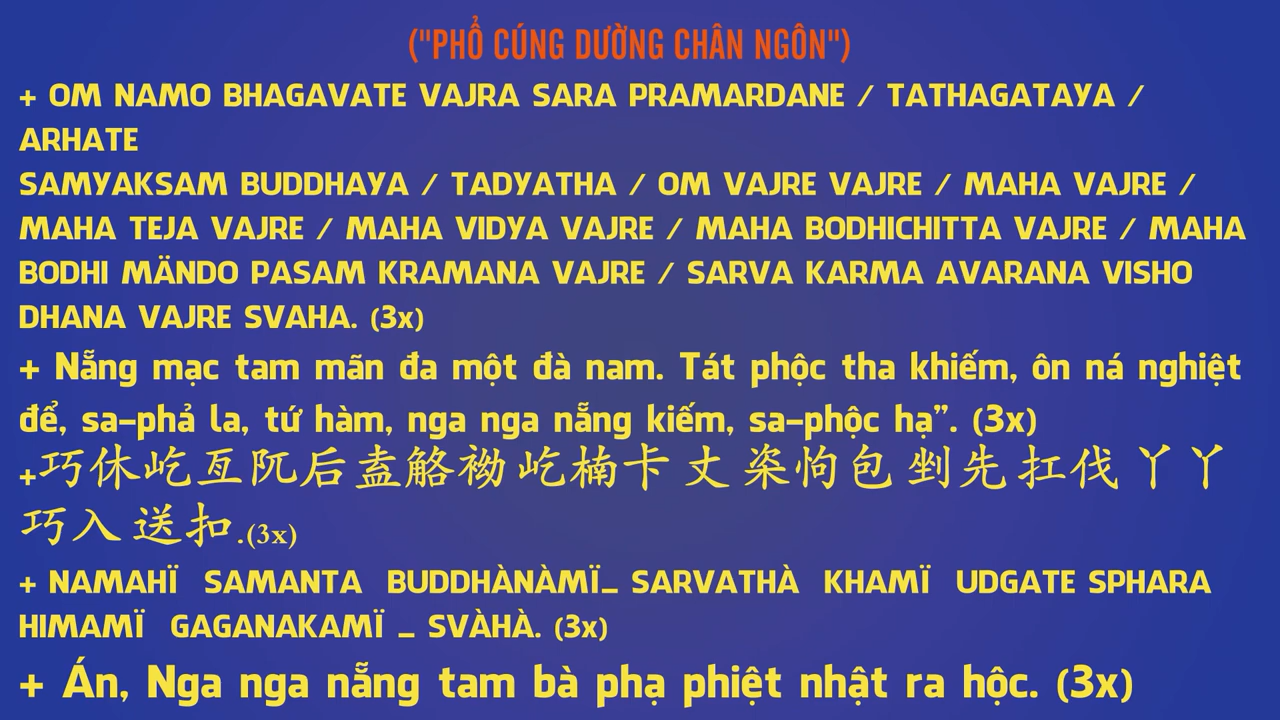 ("PHỔ CÚNG DƯỜNG CHÂN NGÔN")
+ OM NAMO BHAGAVATE VAJRA SARA PRAMARDANE / TATHAGATAYA /
ARHATE
SAMYAKSAM BUDDHAYA / TADYATHA / OM VAJRE VAJRE / MAHA VAJRE /
MAHA TEJA VAJRE / MAHA VIDYA VAJRE / MAHA BODHICHITTA VAJRE / MAHA
BODHI MÄNDO PASAM KRAMANA VAJRE / SARVA KARMA AVARANA VISHO
DHANA VAJRE SVAHA. (3x)
+ Nẵng mạc tam mãn đa một đà nam. Tát phộc tha khiếm, ôn ná nghiệt
để, sa-phả la, tứ hàm, nga nga nẵng kiếm, sa-phộc hạ”. (3x)
+巧休屹亙阢后盍觡袎屹楠卡丈桼怐包剉先扛伐丫丫
巧入送扣.(3x)
+ NAMAHÏ SAMANTA BUDDHÀNÀMÏ_ SARVATHÀ KHAMÏ UDGATE SPHARA
HIMAMÏ GAGANAKAMÏ _ SVÀHÀ. (3x)
+ Án, Nga nga nẵng tam bà phạ phiệt nhật ra hộc. (3x)